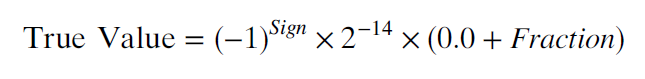 True Value = (−1)^Sign × 2^−14 × (0.0 + Fraction)